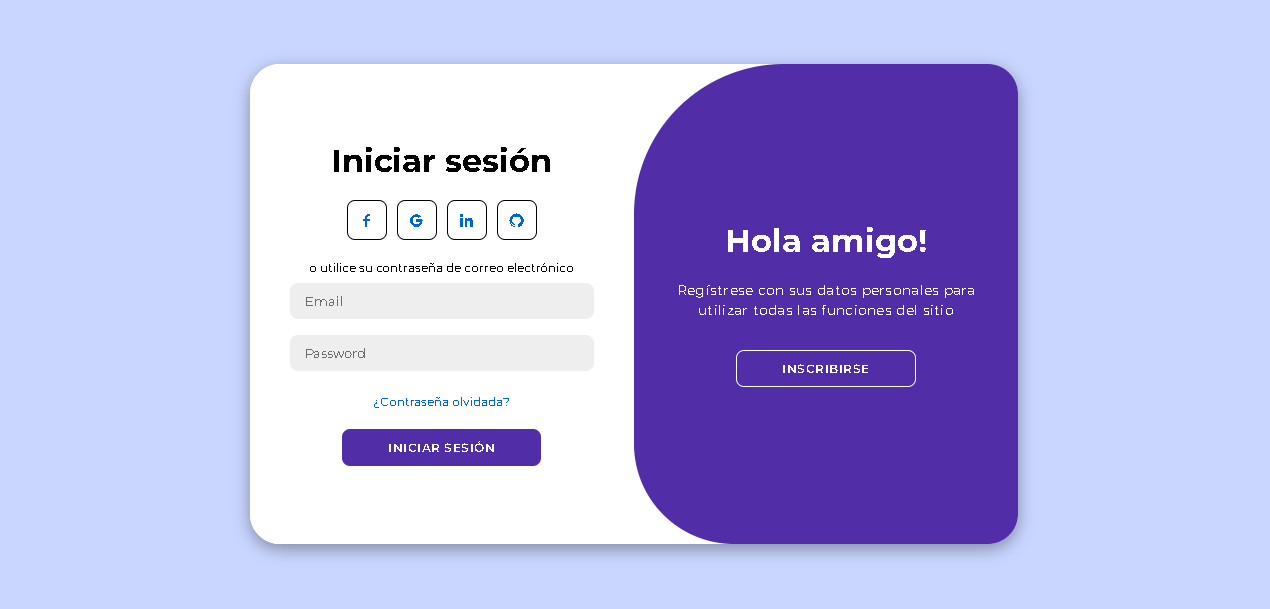 Iniciar sesión
o utilice su contraseña de correo electrónico
Email
Password
¿Contraseña olvidada?
INICIAR SESIÓN
Hola amigo!
Regístrese con sus datos personales para
utilizar todas las funciones del sitio
INSCRIBIRSE